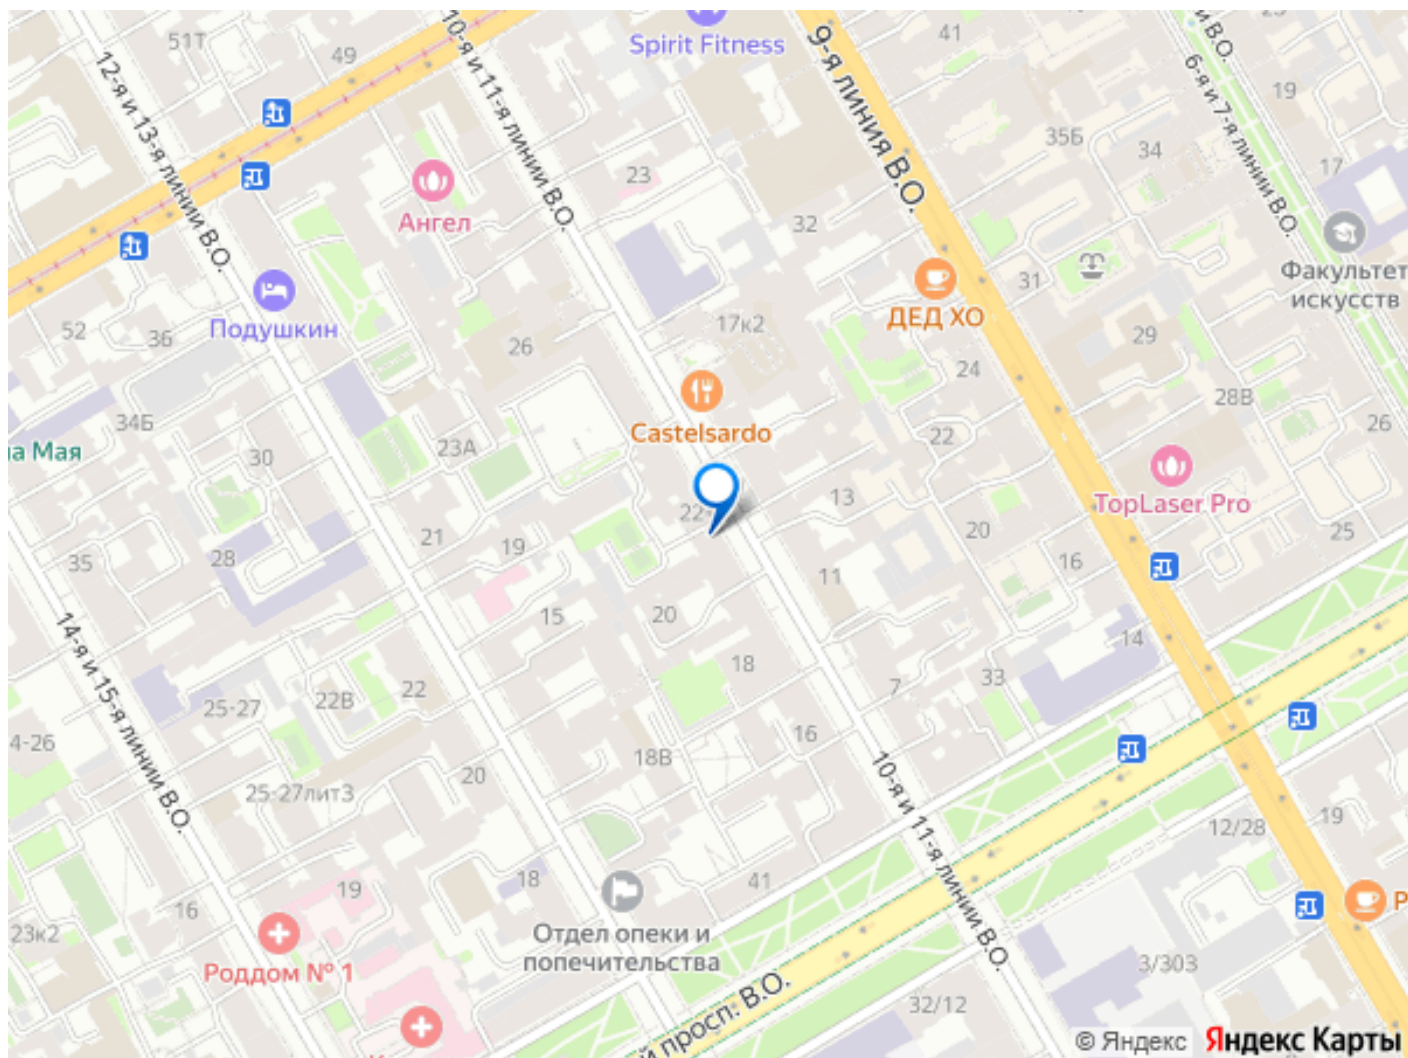 51Т
49
10-я и 11-я линии В.О.
Spirit Fitness
9-я линия В.О.
41
В.О.
6-я и 7-я линии В.О.
19
12-я и 13-я линии В.О.
35Б
34
17
23
Ангел
32
Факультет
искусств
31
ДЕД ХО
Подушкин
52
36
26
17к2
29
24
28В
26
34Б
Castelsardo
22
23А
30
на Мая
TopLaser Pro
13
22
20
25
21
19
28
35
16
11
15
20
14
18
33
7
14-я и 15-я линии В.О.
22В
22
25-27
4-26
16
18В
20
25-27лит3
10-я и 11-я линии В.О.
19
12/28
41
18
19
16
23к2
Отдел опеки и
попечительства
Роддом № 1
Р
3/303
32/12
й просп. В.О.
© Яндекс
Яндекс Карты